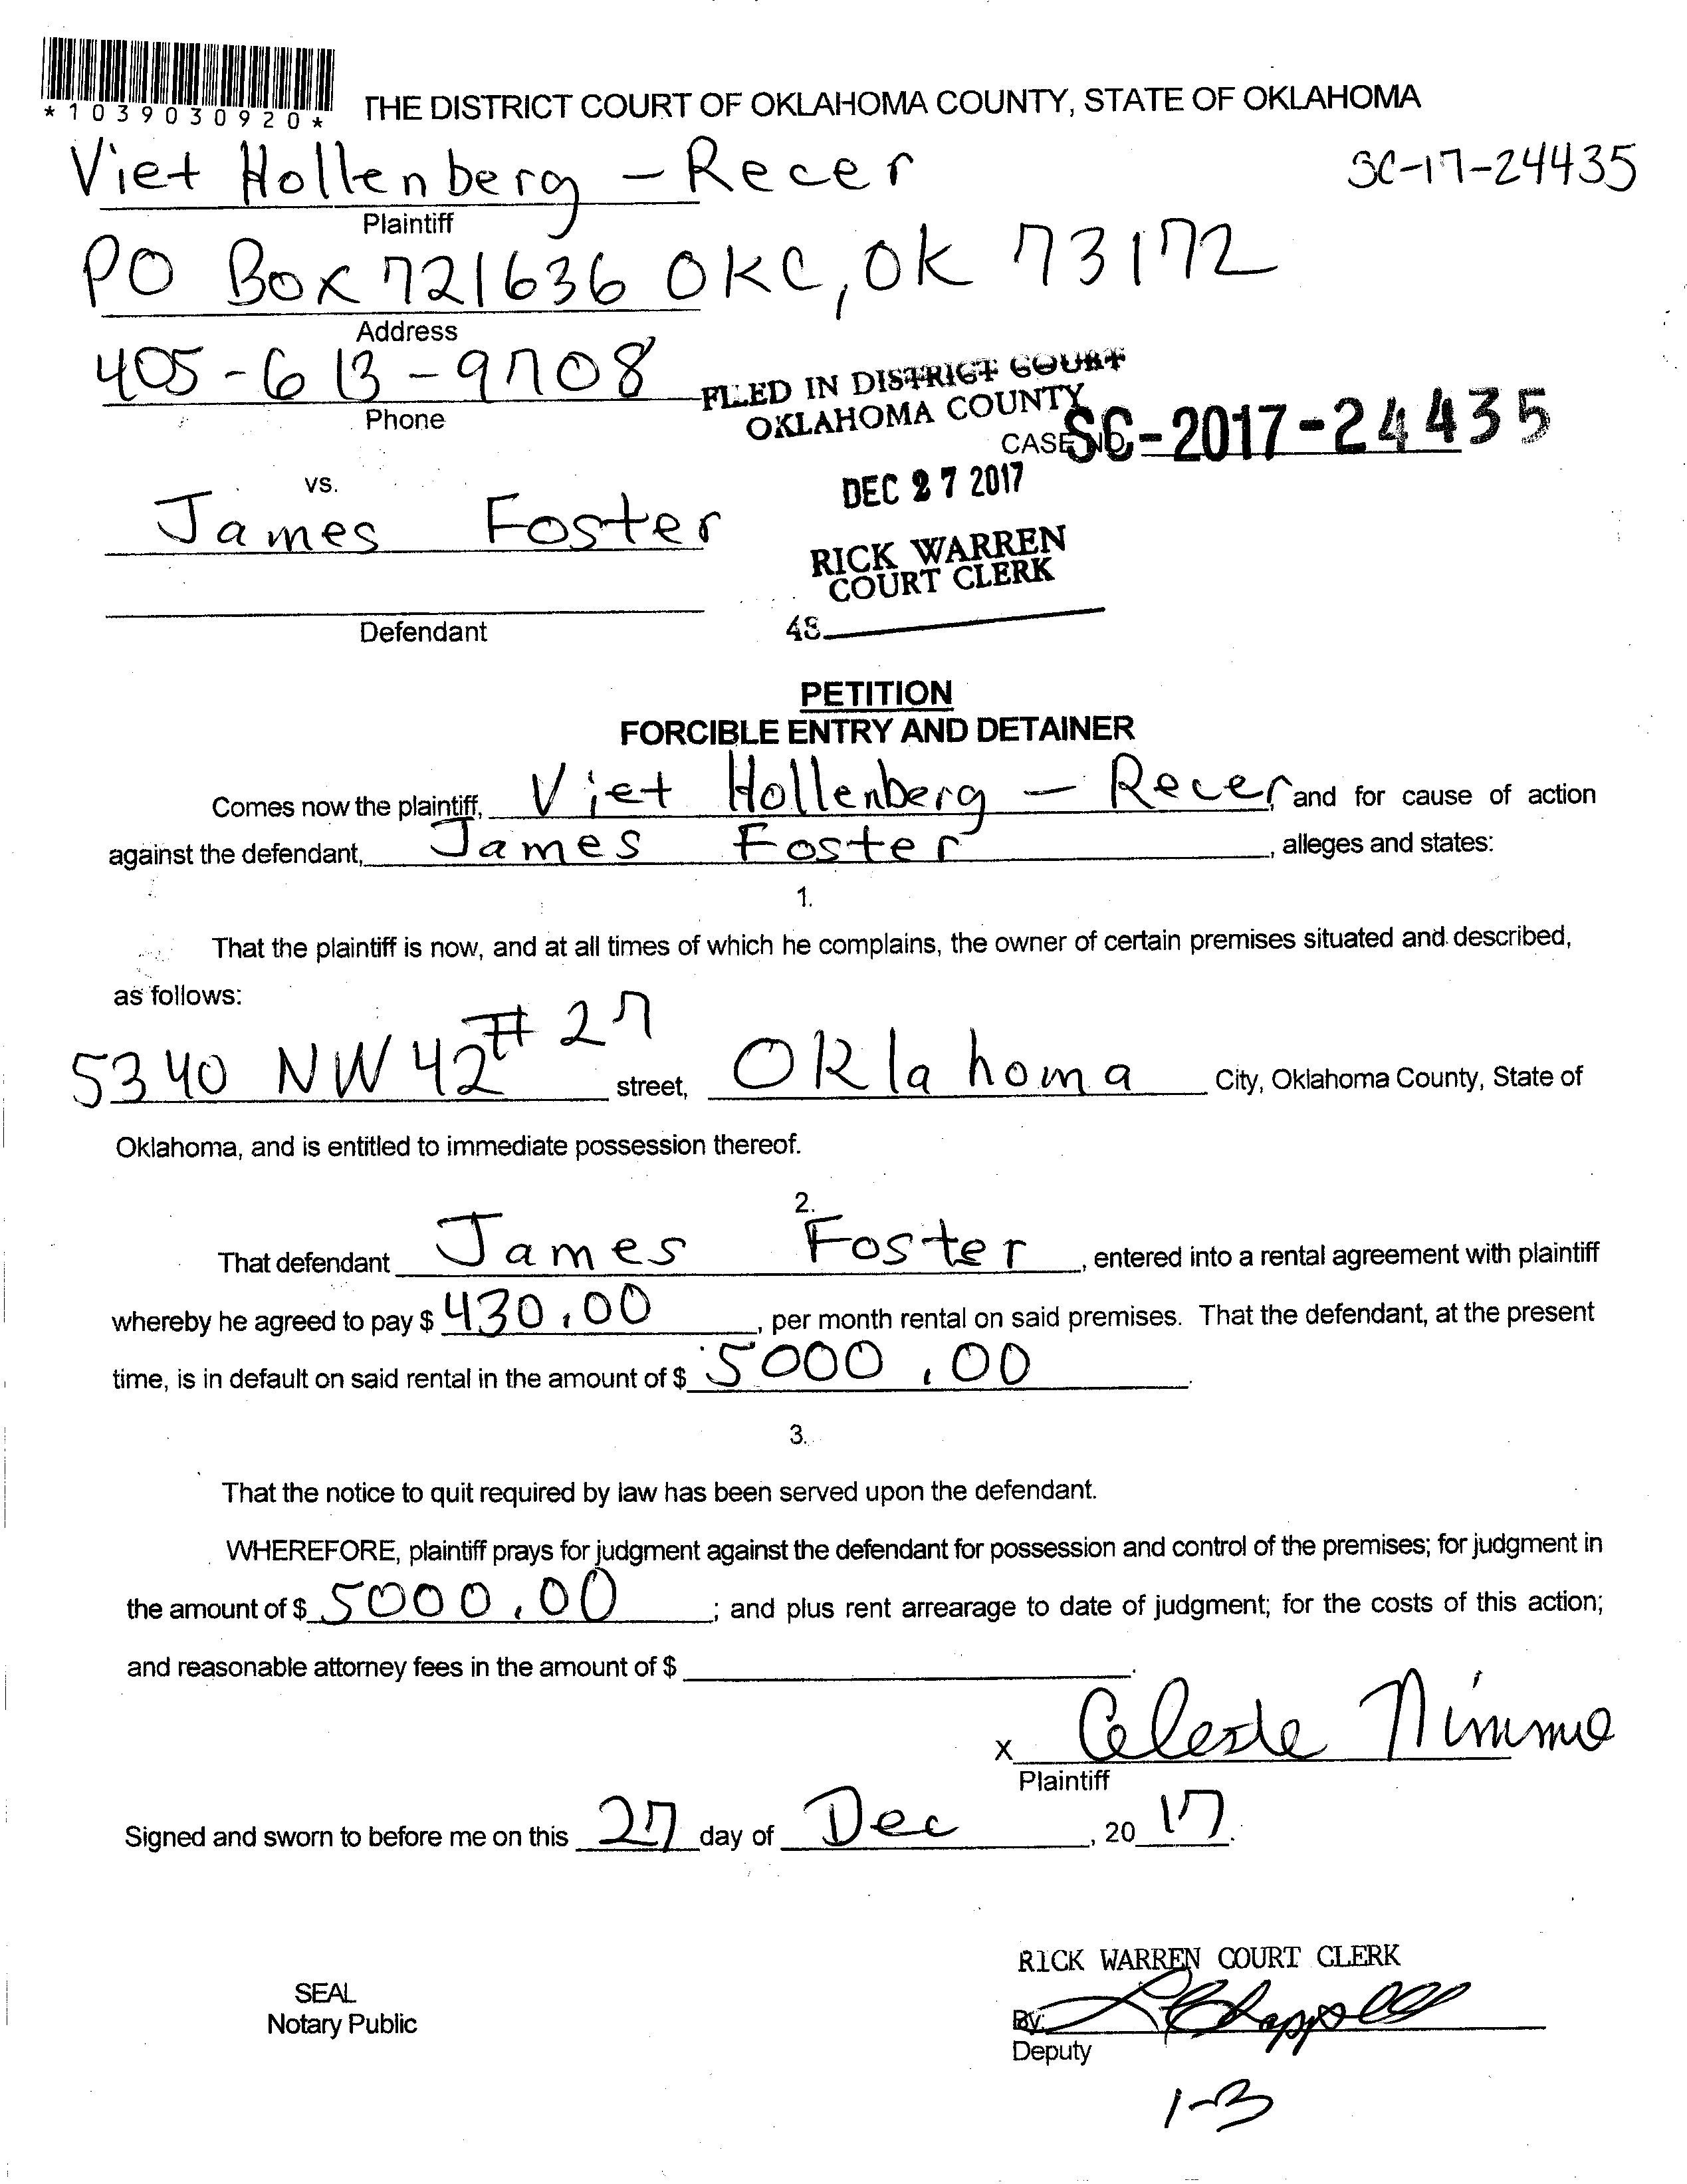 *1039030920*
THE DISTRICT COURT OF OKLAHOMA COUNTY, STATE OF OKLAHOMA
Viet Hollenberg - Recer
SC-17-24435
Plaintiff
PO Box 721636 OKC, OK 73172
Address
405-613-9708
Phone
FILED IN DISTRICT COURT
OKLAHOMA COUNTY
CASE NO. SC-2017-24435
vs.
DEC 27 2017
James Foster
RICK WARREN
COURT CLERK
48
Defendant
PETITION
FORCIBLE ENTRY AND DETAINER
Comes now the plaintiff, Viet Hollenberg - Recer, and for cause of action
against the defendant, James Foster, alleges and states:
1.
That the plaintiff is now, and at all times of which he complains, the owner of certain premises situated and described,
as follows:
5340 NW 42 # 27 street, Oklahoma City, Oklahoma County, State of
Oklahoma, and is entitled to immediate possession thereof.
2.
That defendant James Foster, entered into a rental agreement with plaintiff
whereby he agreed to pay $ 430.00, per month rental on said premises. That the defendant, at the present
time, is in default on said rental in the amount of $ 5000.00.
3.
That the notice to quit required by law has been served upon the defendant.
WHEREFORE, plaintiff prays for judgment against the defendant for possession and control of the premises; for judgment in
the amount of $ 5000.00; and plus rent arrearage to date of judgment; for the costs of this action;
and reasonable attorney fees in the amount of $ .
x Celeste Nimmo
Plaintiff
Signed and sworn to before me on this 27 day of Dec, 20 17.
RICK WARREN COURT CLERK
SEAL
Notary Public
By: Chappell
Deputy
1-3